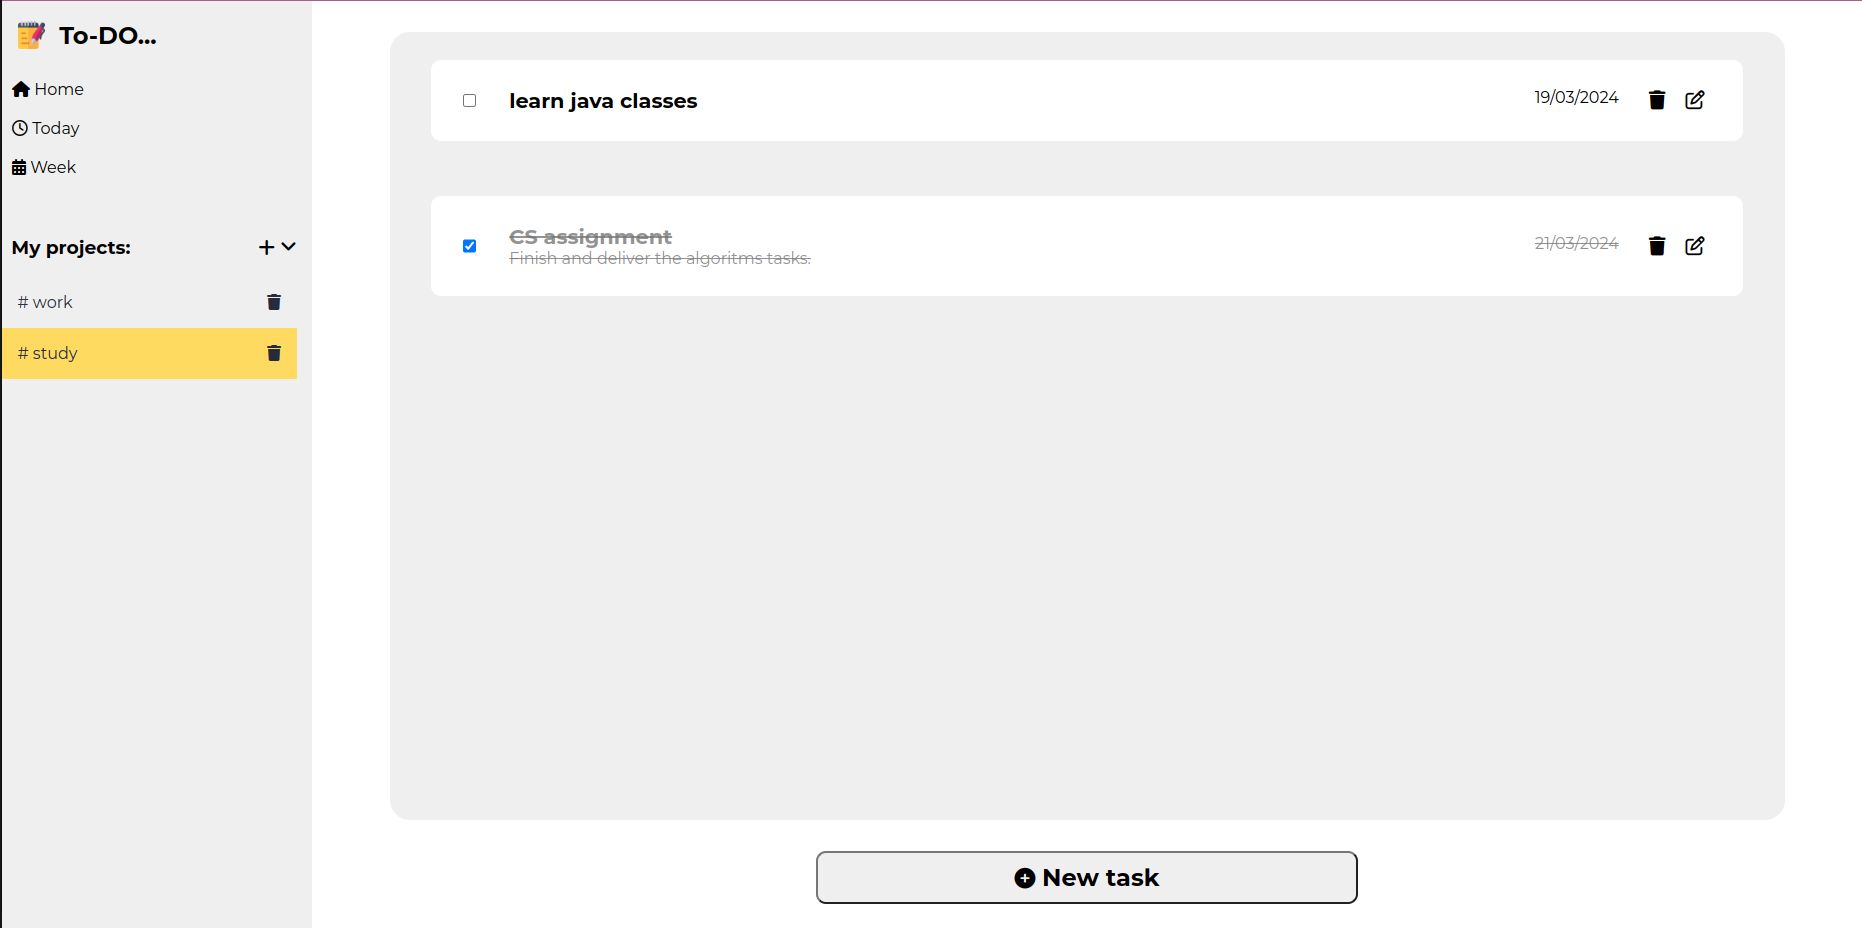 To-DO...
Home
Today
Week
My projects:
# work
# study
learn java classes
19/03/2024
CS assignment
Finish and deliver the algoritms tasks.
21/03/2024
New task